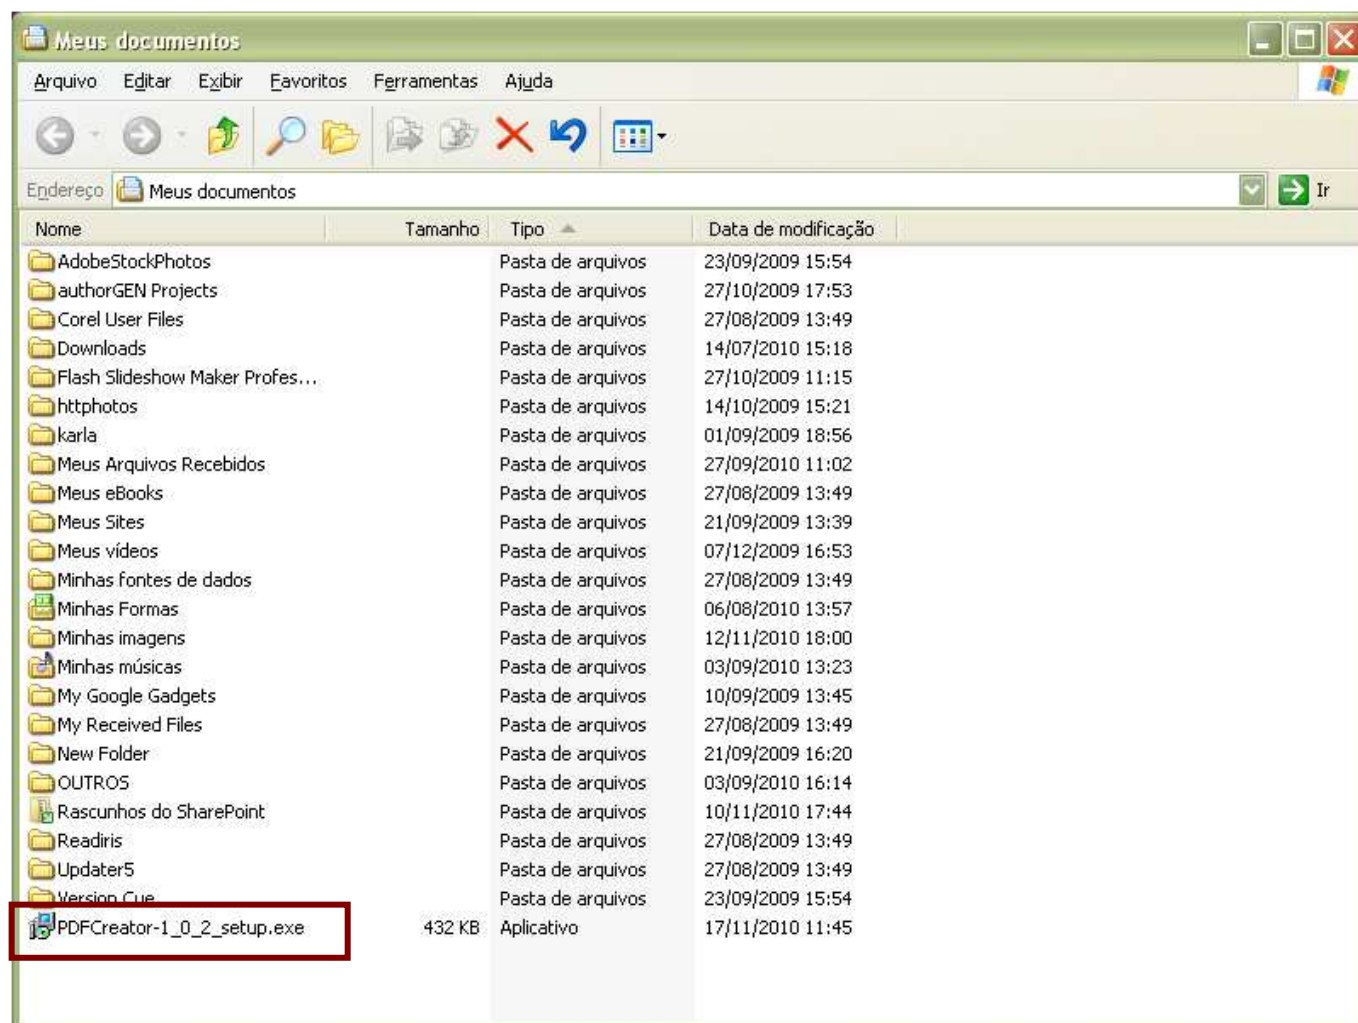 Meus documentos
Arquivo Editar Exibir Favoritos Ferramentas Ajuda
Endereço Meus documentos Ir
Nome Tamanho Tipo Data de modificação
AdobeStockPhotos Pasta de arquivos 23/09/2009 15:54
authorGEN Projects Pasta de arquivos 27/10/2009 17:53
Corel User Files Pasta de arquivos 27/08/2009 13:49
Downloads Pasta de arquivos 14/07/2010 15:18
Flash Slideshow Maker Profes... Pasta de arquivos 27/10/2009 11:15
httphotos Pasta de arquivos 14/10/2009 15:21
karla Pasta de arquivos 01/09/2009 18:56
Meus Arquivos Recebidos Pasta de arquivos 27/09/2010 11:02
Meus eBooks Pasta de arquivos 27/08/2009 13:49
Meus Sites Pasta de arquivos 21/09/2009 13:39
Meus vídeos Pasta de arquivos 07/12/2009 16:53
Minhas fontes de dados Pasta de arquivos 27/08/2009 13:49
Minhas Formas Pasta de arquivos 06/08/2010 13:57
Minhas imagens Pasta de arquivos 12/11/2010 18:00
Minhas músicas Pasta de arquivos 03/09/2010 13:23
My Google Gadgets Pasta de arquivos 10/09/2009 13:45
My Received Files Pasta de arquivos 27/08/2009 13:49
New Folder Pasta de arquivos 21/09/2009 16:20
OUTROS Pasta de arquivos 03/09/2010 16:14
Rascunhos do SharePoint Pasta de arquivos 10/11/2010 17:44
Readiris Pasta de arquivos 27/08/2009 13:49
Updater5 Pasta de arquivos 27/08/2009 13:49
Version Cue Pasta de arquivos 23/09/2009 15:54
PDFCreator-1_0_2_setup.exe 432 KB Aplicativo 17/11/2010 11:45